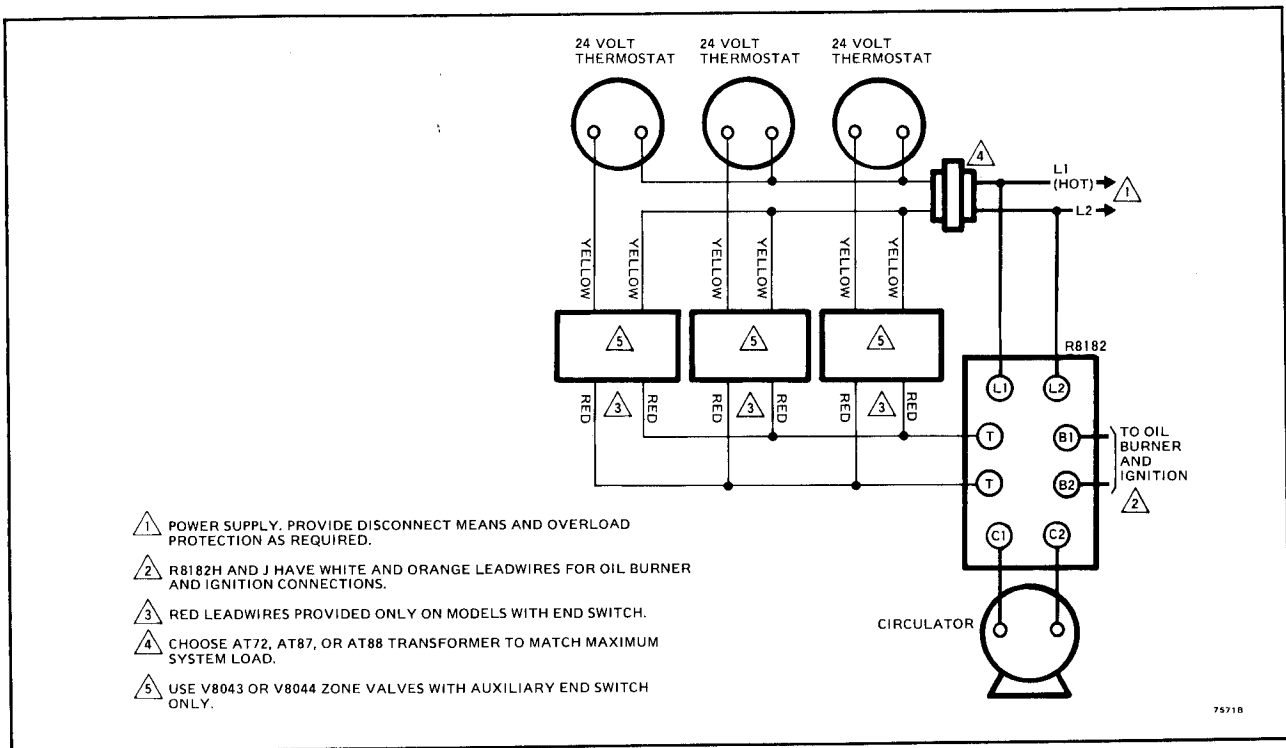 24 VOLT
THERMOSTAT
24 VOLT
THERMOSTAT
24 VOLT
THERMOSTAT
4
L1
(HOT)
1
L2
YELLOW
YELLOW
YELLOW
YELLOW
YELLOW
YELLOW
5
5
5
R8182
RED
3
RED
RED
3
RED
RED
3
RED
L1
L2
T
B1
T
B2
TO OIL
BURNER
AND
IGNITION
2
C1
C2
CIRCULATOR
1 POWER SUPPLY. PROVIDE DISCONNECT MEANS AND OVERLOAD
PROTECTION AS REQUIRED.
2 R8182H AND J HAVE WHITE AND ORANGE LEADWIRES FOR OIL BURNER
AND IGNITION CONNECTIONS.
3 RED LEADWIRES PROVIDED ONLY ON MODELS WITH END SWITCH.
4 CHOOSE AT72, AT87, OR AT88 TRANSFORMER TO MATCH MAXIMUM
SYSTEM LOAD.
5 USE V8043 OR V8044 ZONE VALVES WITH AUXILIARY END SWITCH
ONLY.
7571B